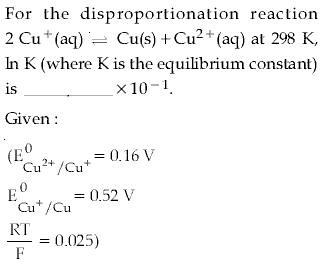 For the disproportionation reaction
2 Cu⁺(aq) ⇌ Cu(s) + Cu²⁺(aq) at 298 K,
ln K (where K is the equilibrium constant)
is ________ × 10⁻¹.
Given :
(E⁰Cu²⁺/Cu⁺ = 0.16 V
E⁰Cu⁺/Cu = 0.52 V
RT/F = 0.025)